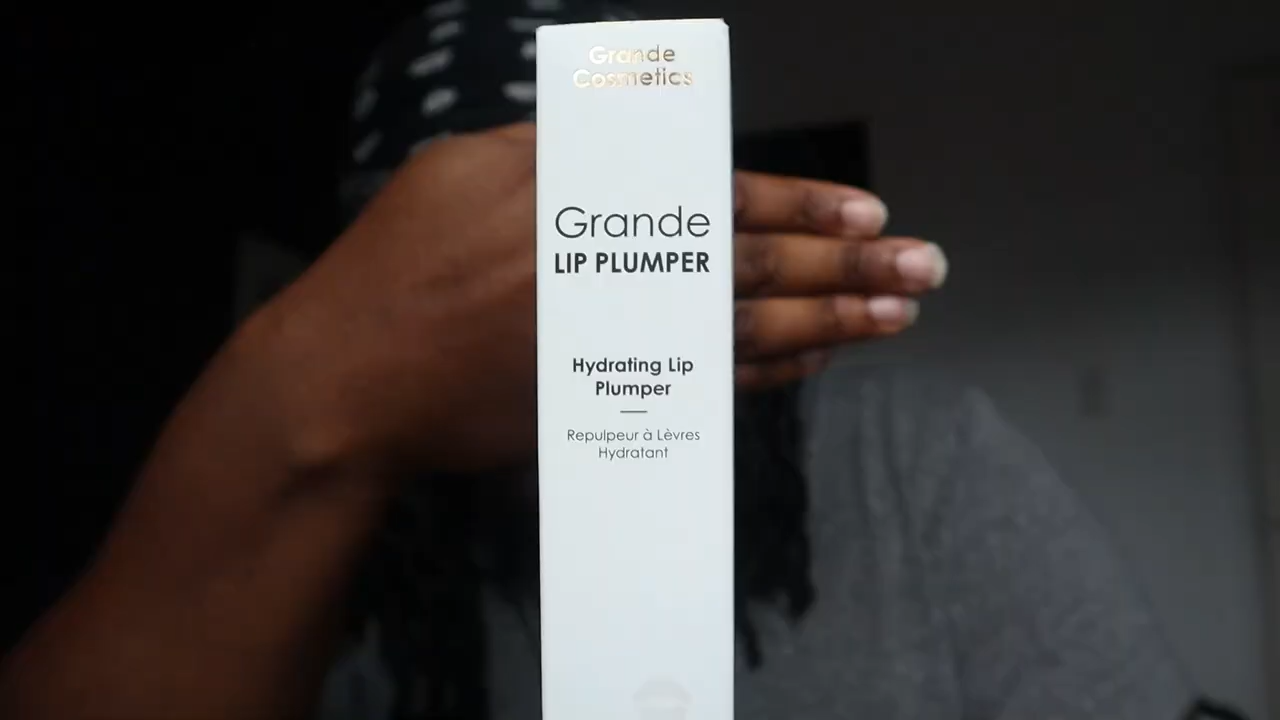 Grande
Cosmetics
Grande
LIP PLUMPER
Hydrating Lip
Plumper
Repulpeur à Lèvres
Hydratant